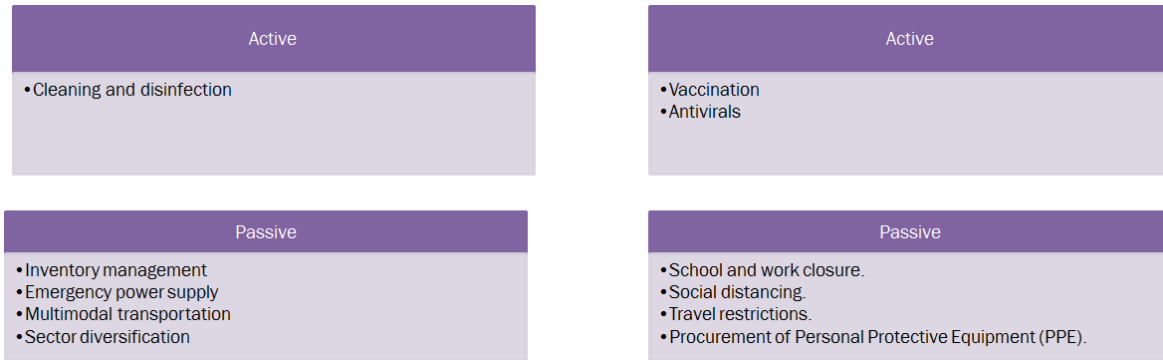 Active
•Cleaning and disinfection
Active
•Vaccination
•Antivirals
Passive
•Inventory management
•Emergency power supply
•Multimodal transportation
•Sector diversification
Passive
•School and work closure.
•Social distancing.
•Travel restrictions.
•Procurement of Personal Protective Equipment (PPE).